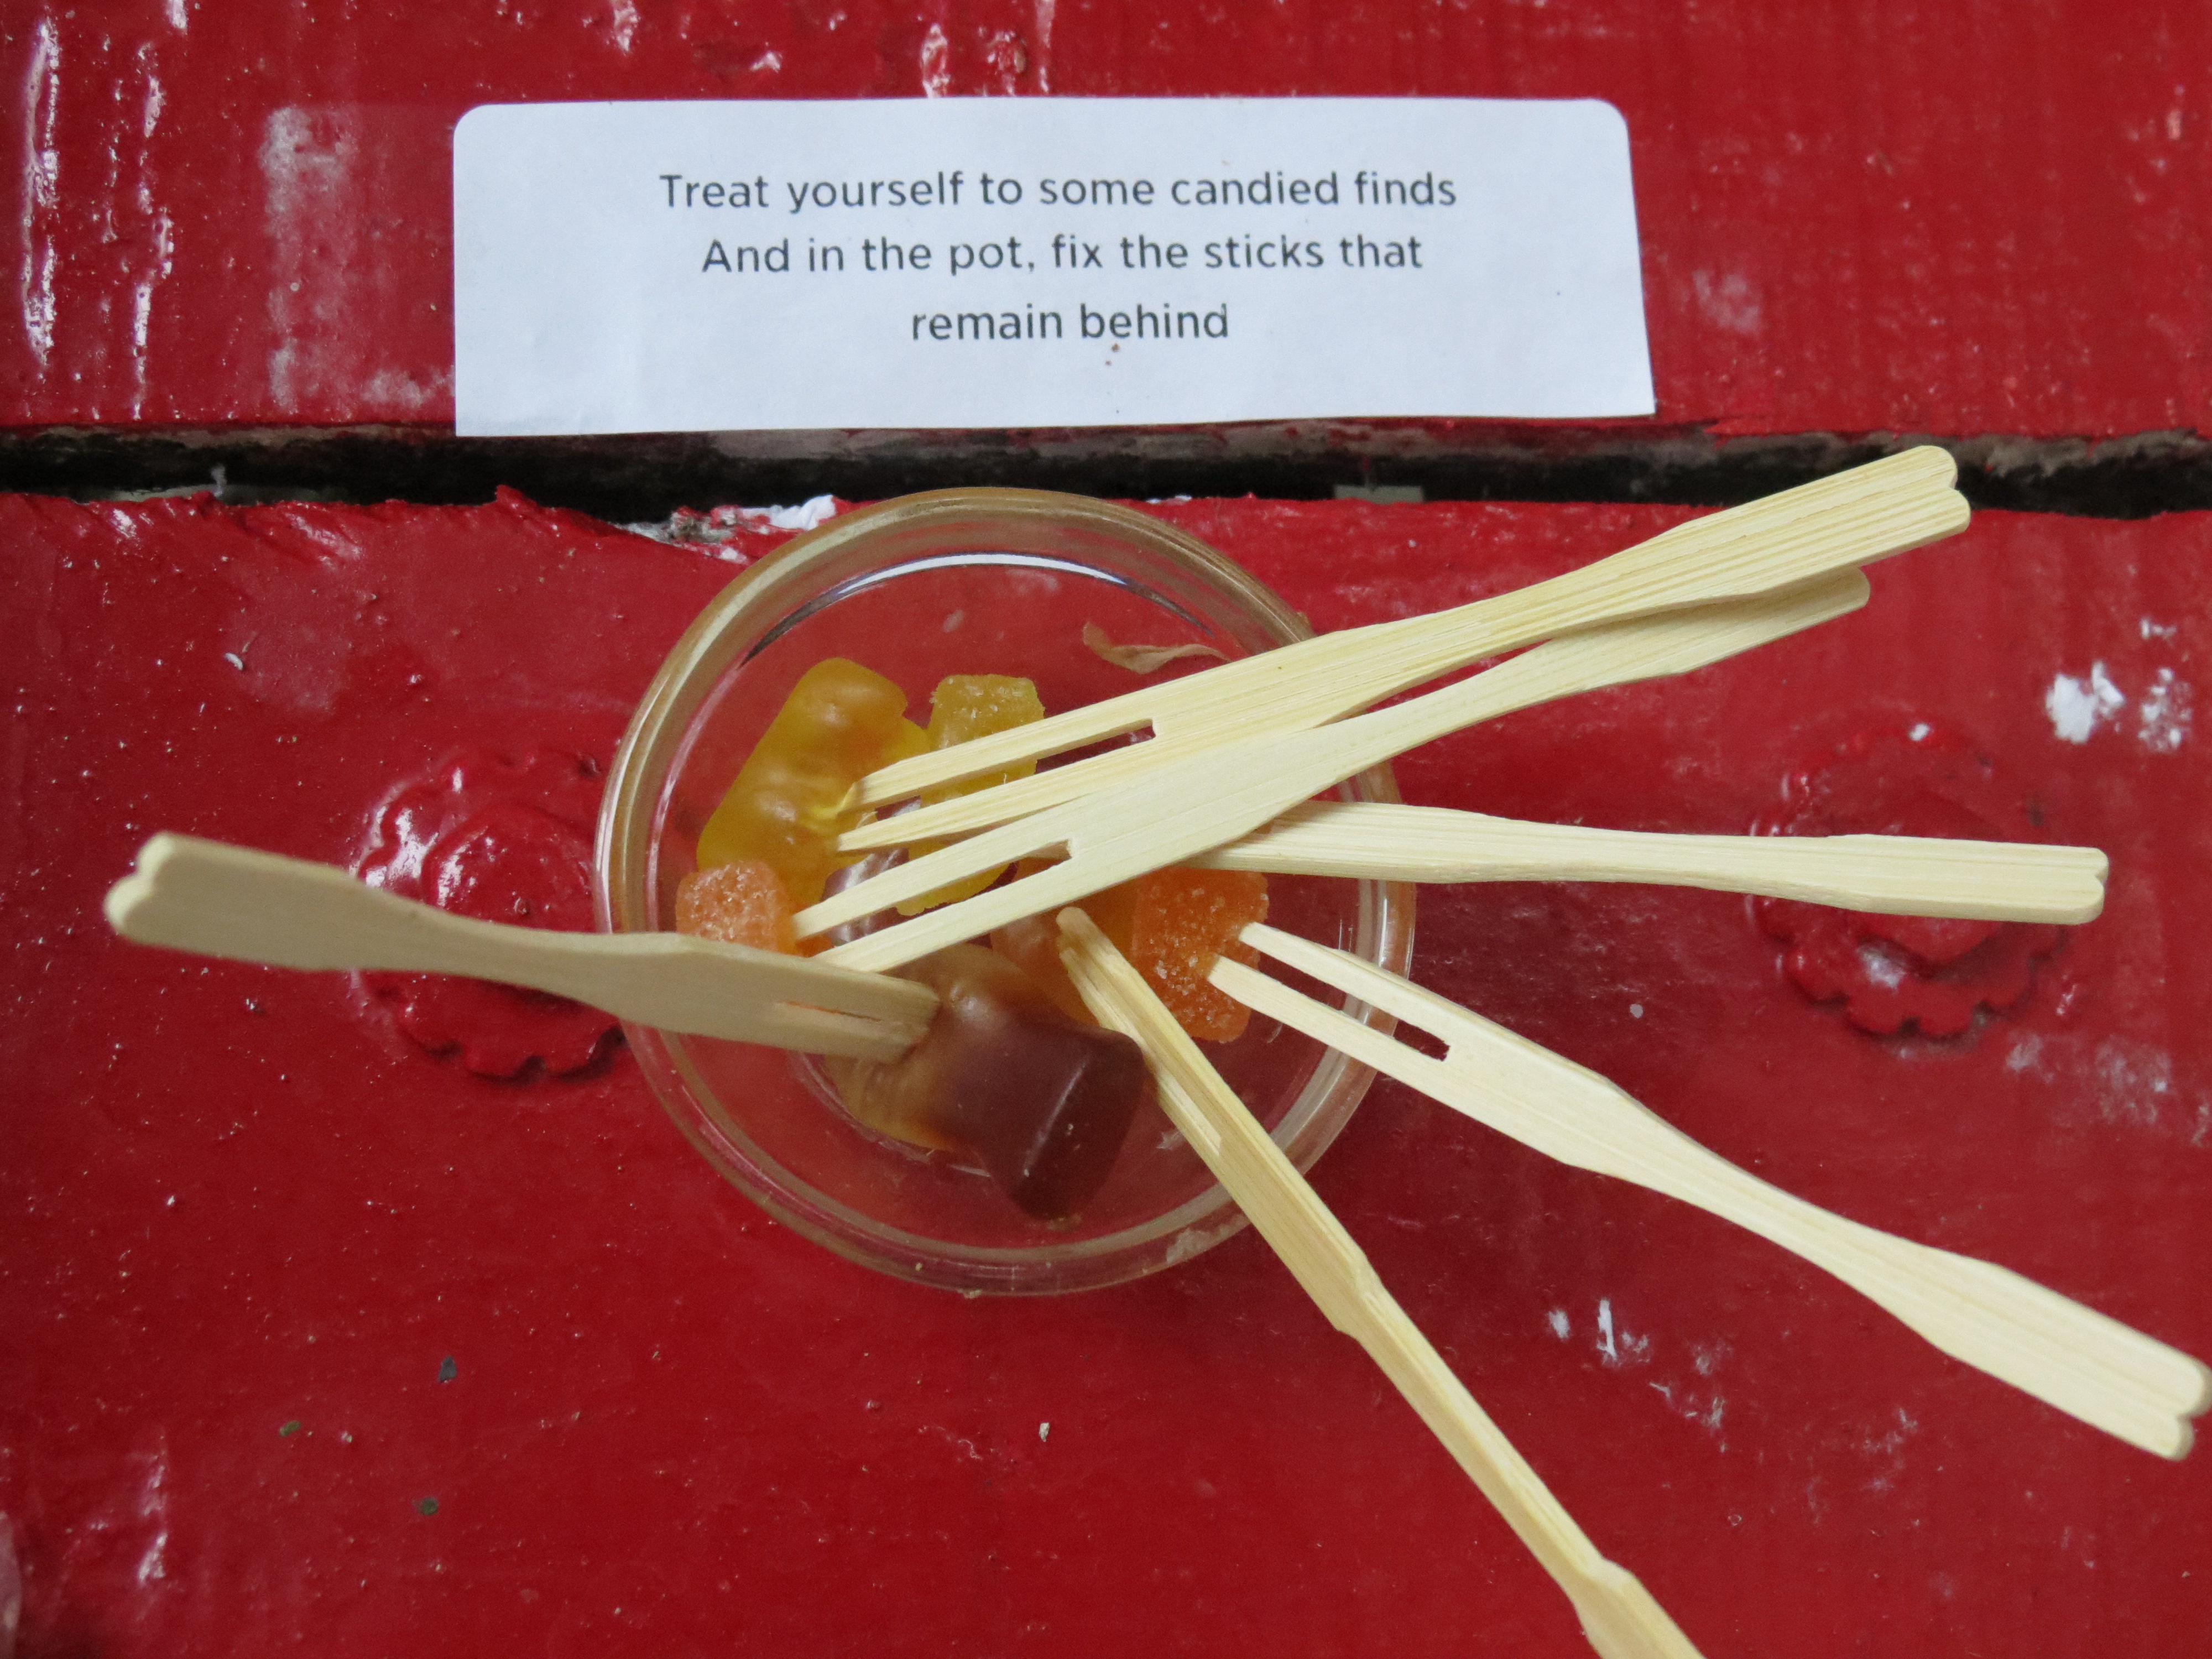 Treat yourself to some candied finds
And in the pot, fix the sticks that
remain behind